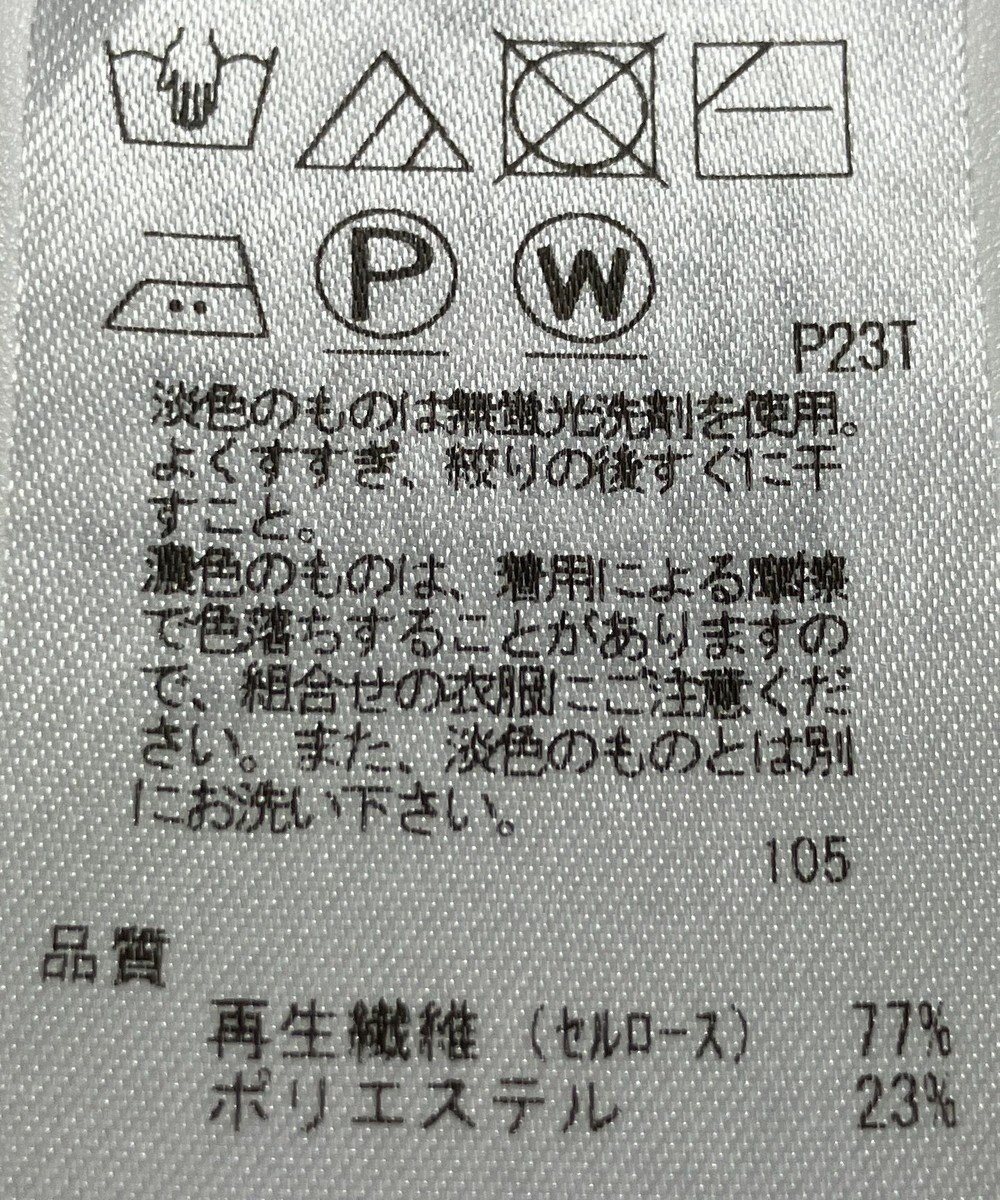 P
W
P23T
淡色のものは無蛍光洗剤を使用。
よくすすぎ、絞りの後すぐに干
すこと。
濃色のものは、着用による摩擦
で色落ちすることがありますの
で、組合せの衣服にご注意くだ
さい。また、淡色のものとは別
にお洗い下さい。
105
品質
再生繊維（セルロース） 77%
ポリエステル 23%